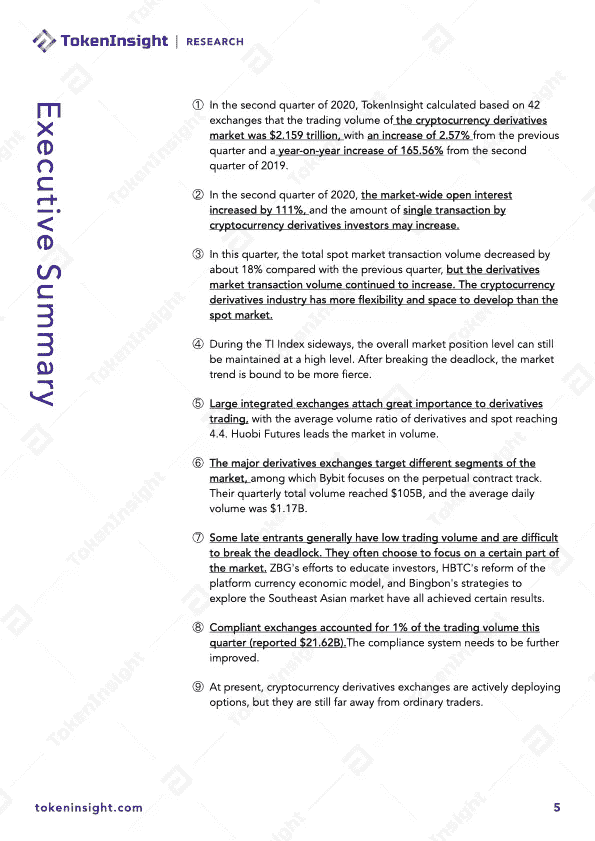 TokenInsight | RESEARCH
Executive Summary
① In the second quarter of 2020, TokenInsight calculated based on 42
exchanges that the trading volume of the cryptocurrency derivatives
market was $2.159 trillion, with an increase of 2.57% from the previous
quarter and a year-on-year increase of 165.56% from the second
quarter of 2019.
② In the second quarter of 2020, the market-wide open interest
increased by 111%, and the amount of single transaction by
cryptocurrency derivatives investors may increase.
③ In this quarter, the total spot market transaction volume decreased by
about 18% compared with the previous quarter, but the derivatives
market transaction volume continued to increase. The cryptocurrency
derivatives industry has more flexibility and space to develop than the
spot market.
④ During the TI Index sideways, the overall market position level can still
be maintained at a high level. After breaking the deadlock, the market
trend is bound to be more fierce.
⑤ Large integrated exchanges attach great importance to derivatives
trading, with the average volume ratio of derivatives and spot reaching
4.4. Huobi Futures leads the market in volume.
⑥ The major derivatives exchanges target different segments of the
market, among which Bybit focuses on the perpetual contract track.
Their quarterly total volume reached $105B, and the average daily
volume was $1.17B.
⑦ Some late entrants generally have low trading volume and are difficult
to break the deadlock. They often choose to focus on a certain part of
the market. ZBG's efforts to educate investors, HBTC's reform of the
platform currency economic model, and Bingbon's strategies to
explore the Southeast Asian market have all achieved certain results.
⑧ Compliant exchanges accounted for 1% of the trading volume this
quarter (reported $21.62B).The compliance system needs to be further
improved.
⑨ At present, cryptocurrency derivatives exchanges are actively deploying
options, but they are still far away from ordinary traders.
tokeninsight.com
5